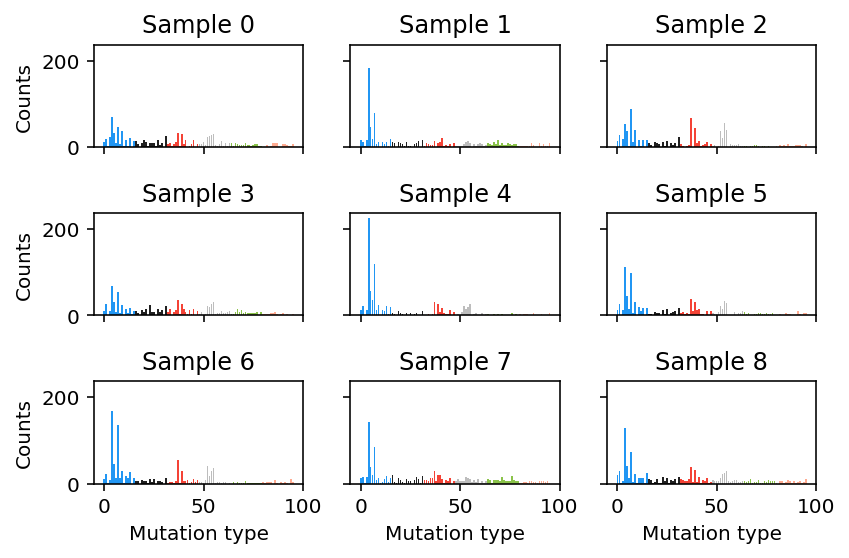 Sample 0 Sample 1 Sample 2
200
Counts
0
Sample 3 Sample 4 Sample 5
200
Counts
0
Sample 6 Sample 7 Sample 8
200
Counts
0
0 50 100 0 50 100 0 50 100
Mutation type Mutation type Mutation type